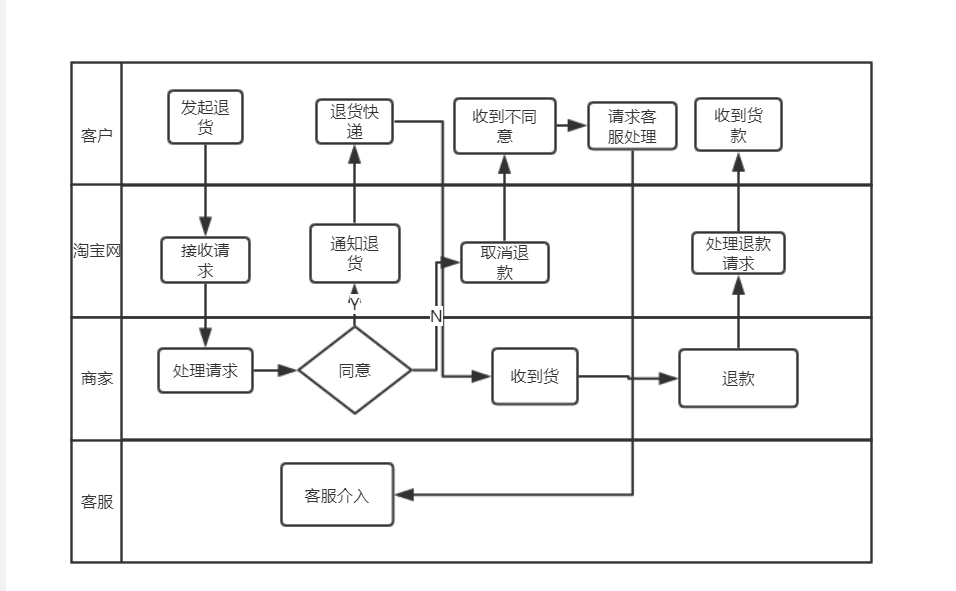 客户
发起退
货
退货快
递
收到不同
意
请求客
服处理
收到货
款
淘宝网
接收请
求
通知退
货
取消退
款
处理退款
请求
Y
N
商家
处理请求
同意
收到货
退款
客服
客服介入